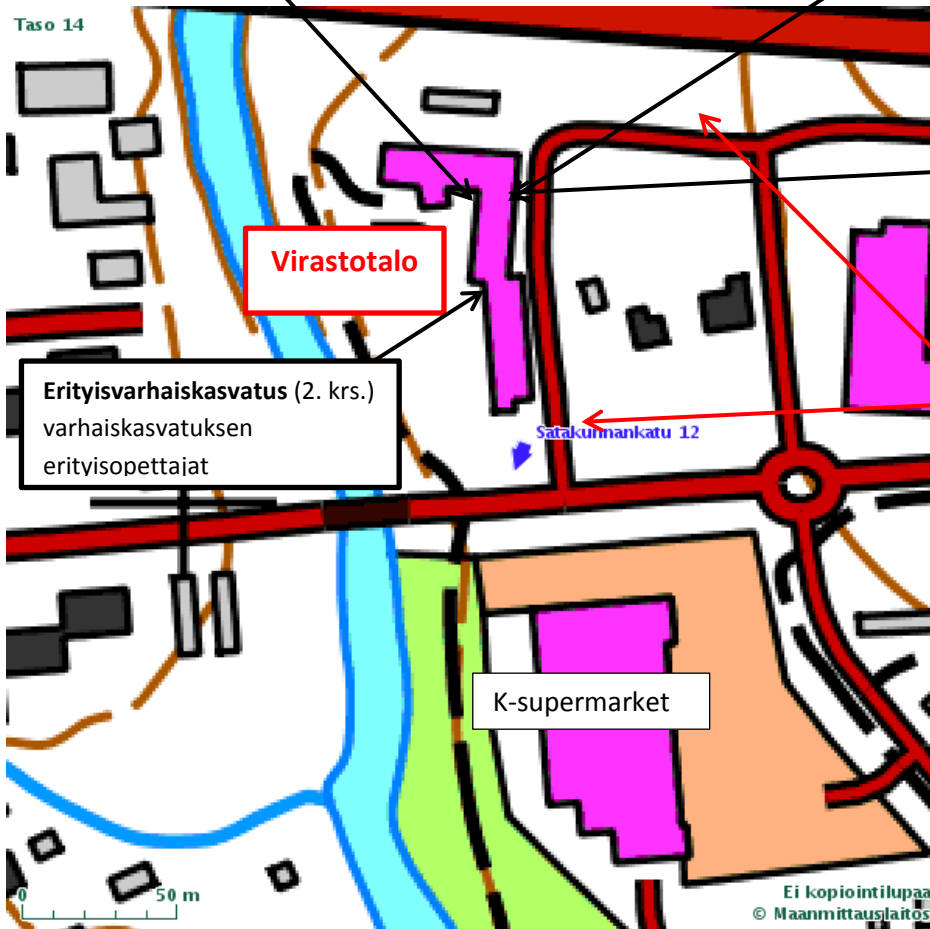 Taso 14
Virastotalo
Erityisvarhaiskasvatus (2. krs.)
varhaiskasvatuksen
erityisopettajat
Satakunnankatu 12
K-supermarket
0 50 m
Ei kopiointilupaa
© Maanmittauslaitos